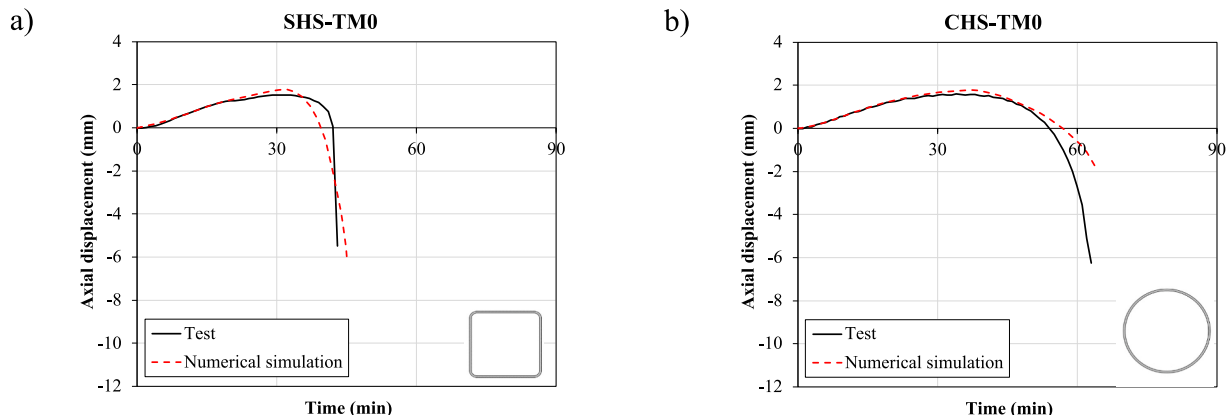 a)
SHS-TM0
Axial displacement (mm)
4
2
0
-2
-4
-6
-8
-10
-12
0
30
60
90
Test
Numerical simulation
Time (min)
b)
CHS-TM0
Axial displacement (mm)
4
2
0
-2
-4
-6
-8
-10
-12
0
30
60
90
Test
Numerical simulation
Time (min)